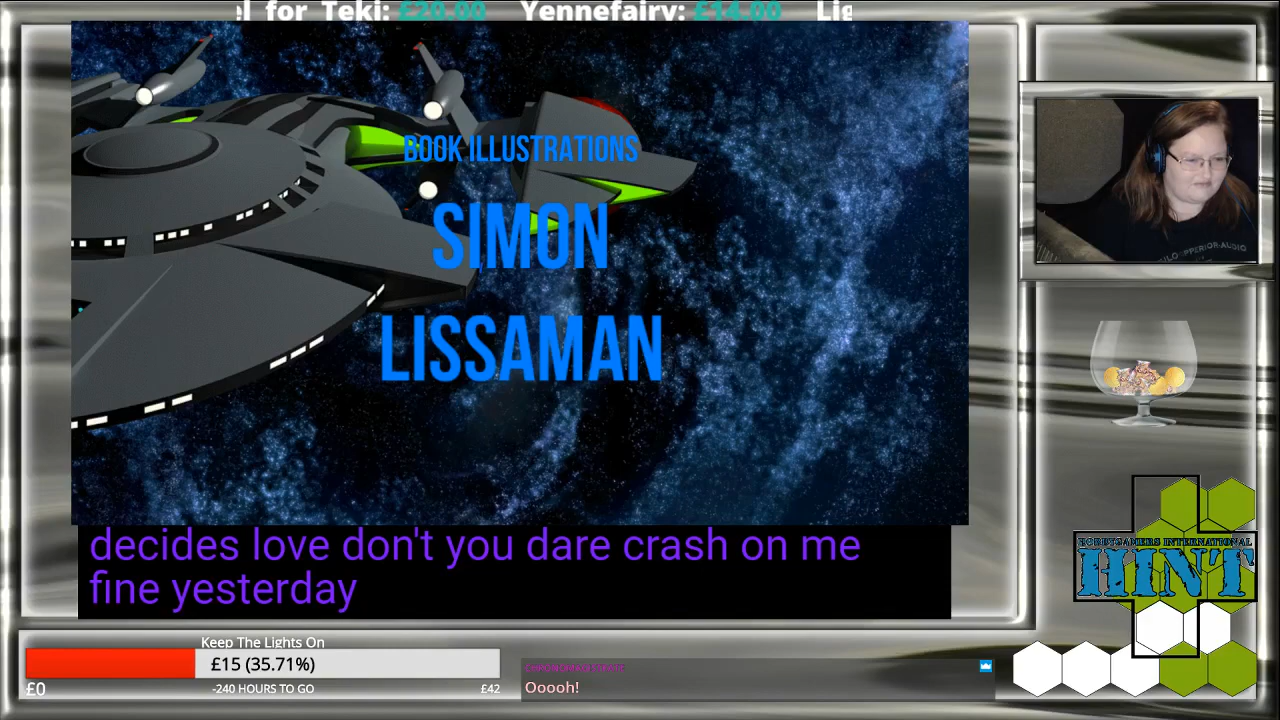 el for Teki: £20.00 Yennefairy: £14.00 Lig
BOOK ILLUSTRATIONS
SIMON
LISSAMAN
decides love don't you dare crash on me
fine yesterday
Keep The Lights On
£15 (35.71%)
£0
-240 HOURS TO GO
£42
Ooooh!
INTERNATIONAL
HINT